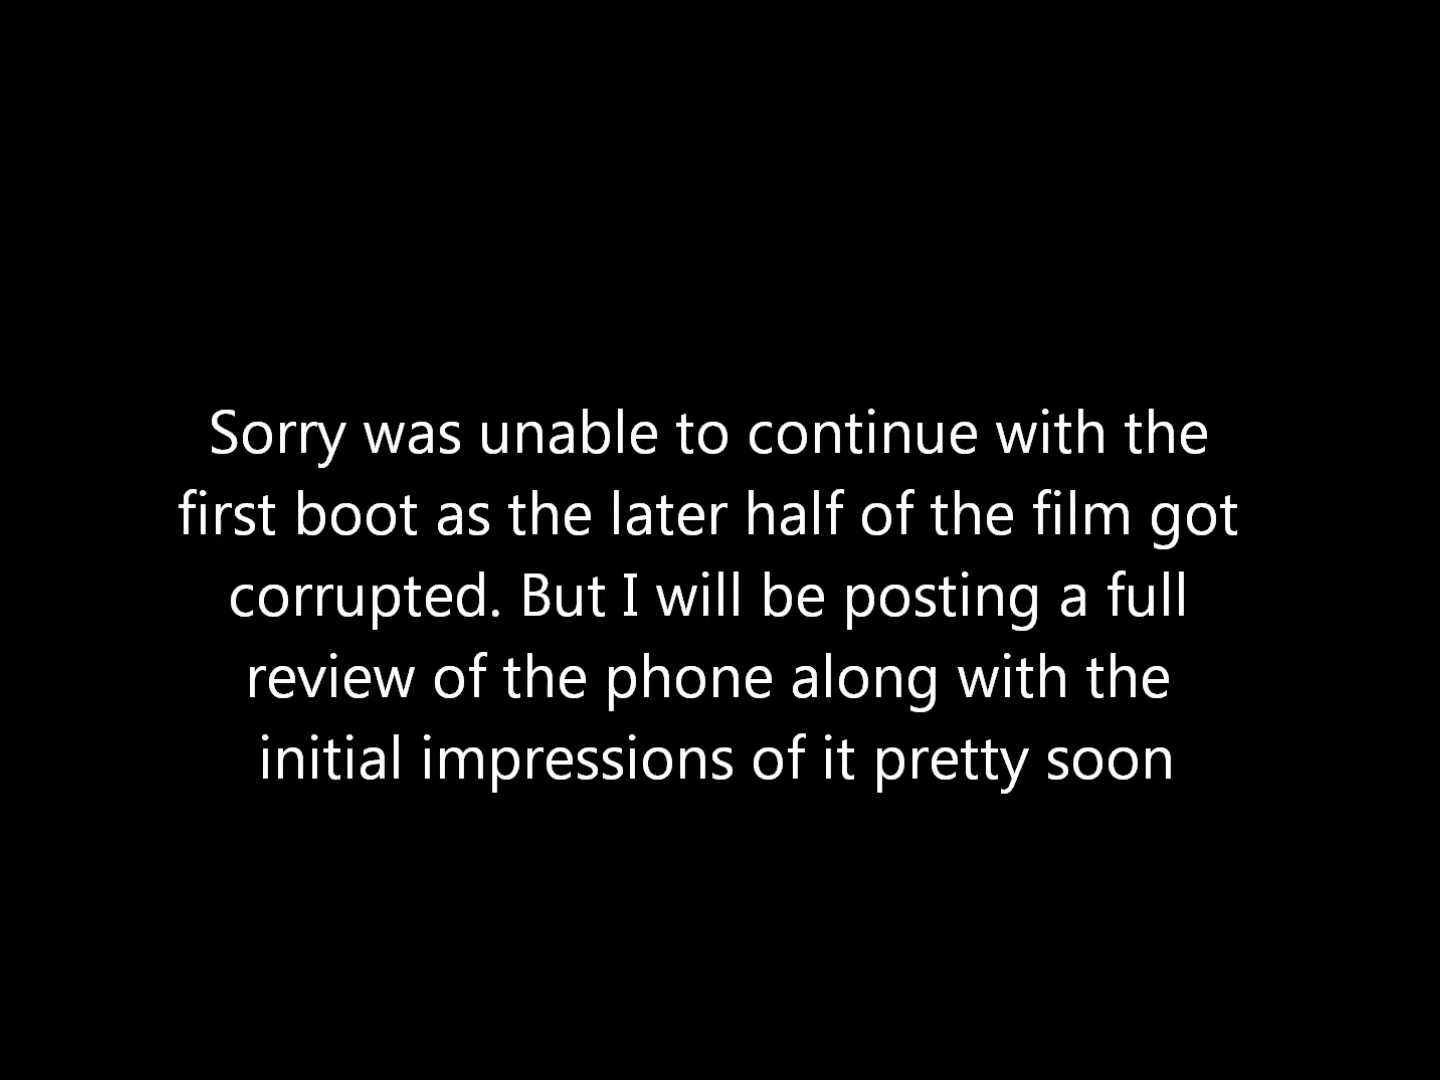 Sorry was unable to continue with the
first boot as the later half of the film got
corrupted. But I will be posting a full
review of the phone along with the
initial impressions of it pretty soon